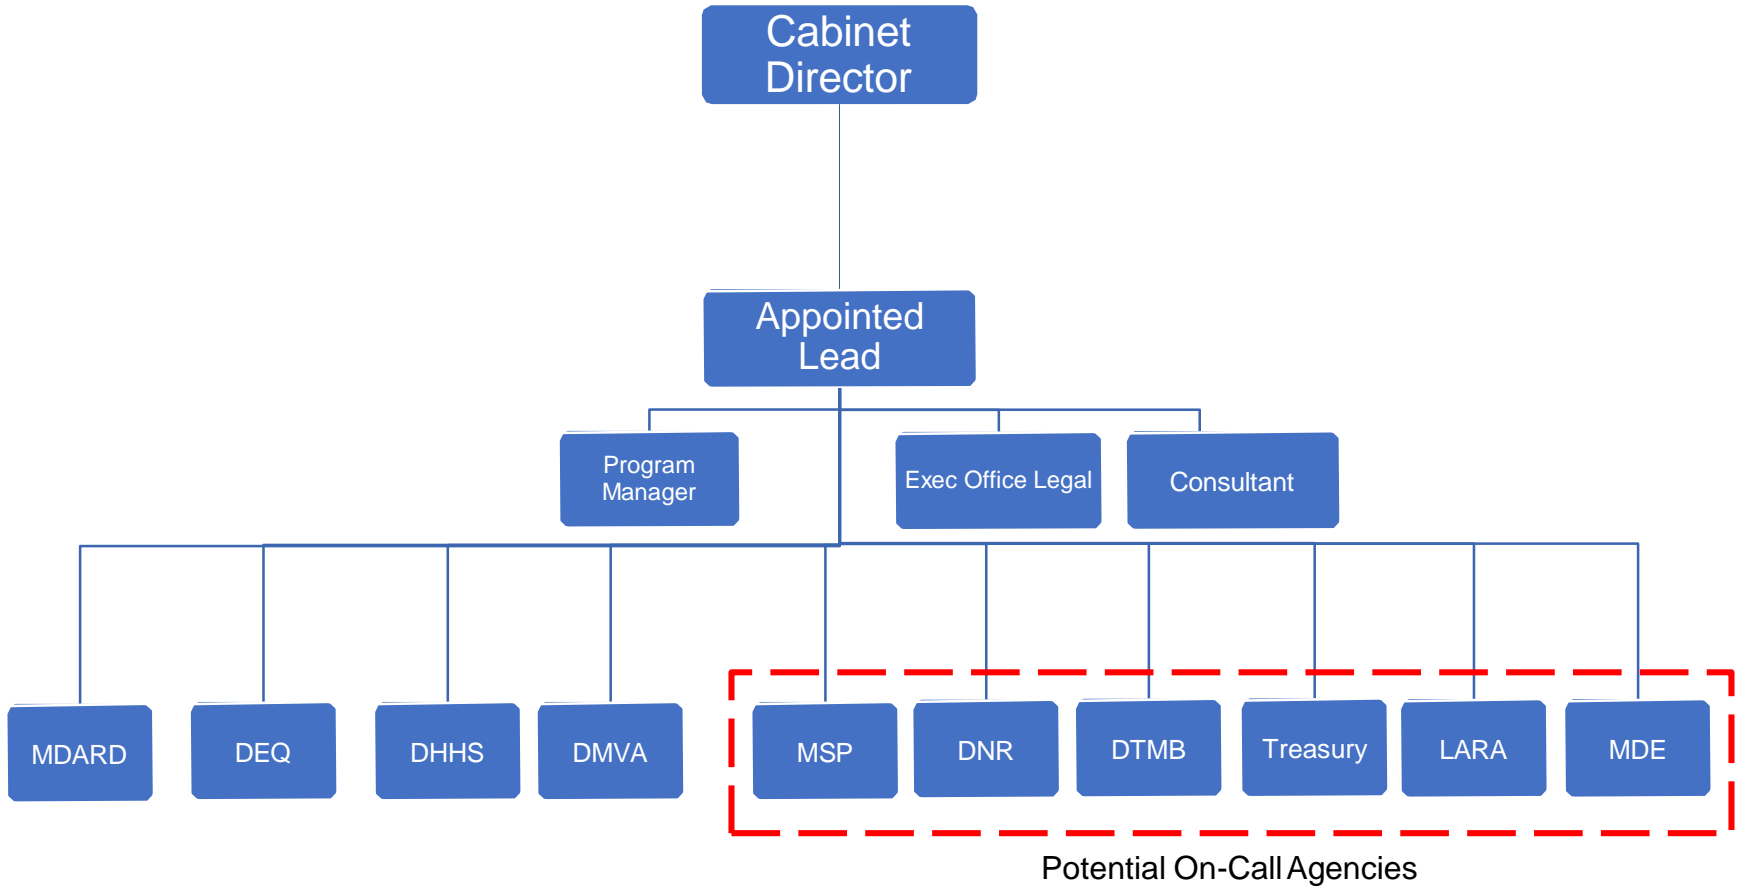 Cabinet
Director
Appointed
Lead
Program
Manager
Exec Office Legal
Consultant
MDARD
DEQ
DHHS
DMVA
MSP
DNR
DTMB
Treasury
LARA
MDE
Potential On-Call Agencies